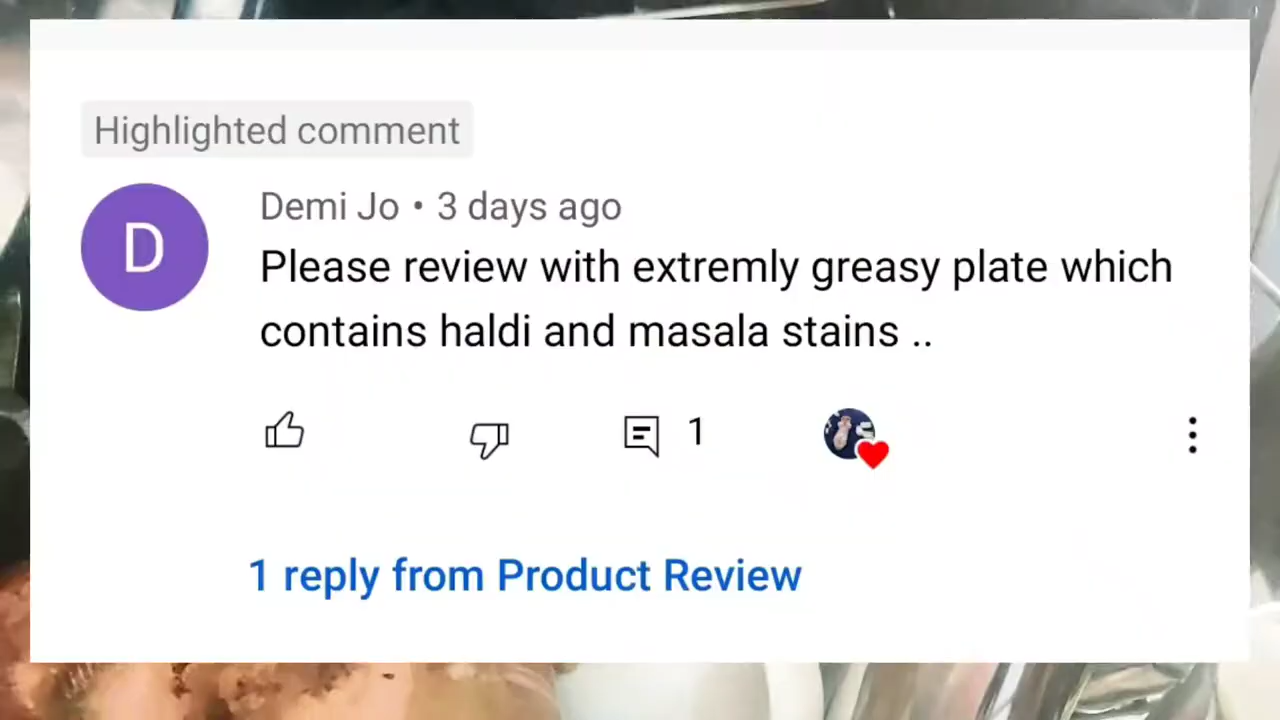 Highlighted comment
D
Demi Jo • 3 days ago
Please review with extremly greasy plate which
contains haldi and masala stains ..
1
1 reply from Product Review